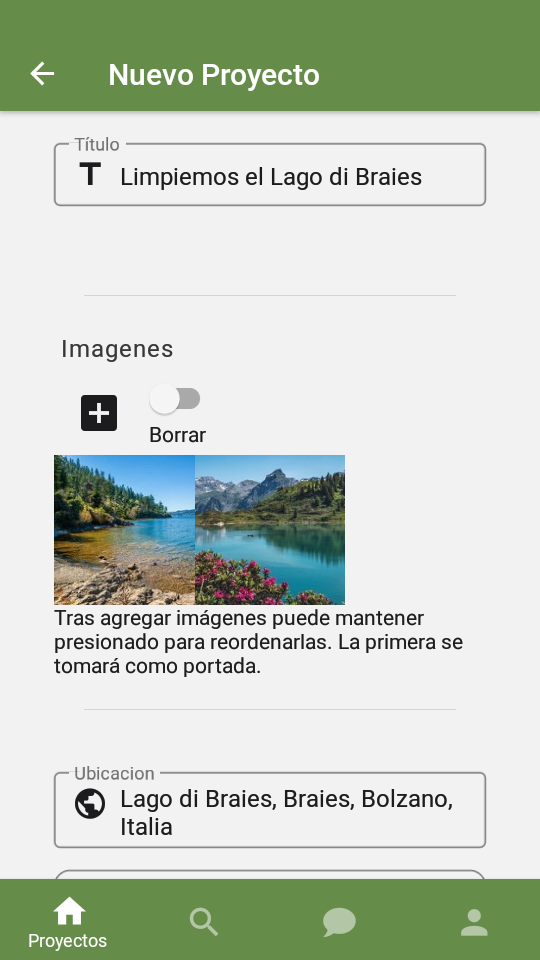 Nuevo Proyecto
Título
Limpiemos el Lago di Braies
Imagenes
Borrar
Tras agregar imágenes puede mantener
presionado para reordenarlas. La primera se
tomará como portada.
Ubicacion
Lago di Braies, Braies, Bolzano,
Italia
Proyectos